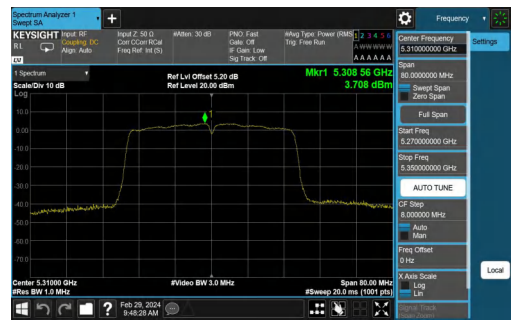 Spectrum Analyzer 1
Swept SA
Frequency
KEYSIGHT
RL
Input: RF
Coupling: DC
Align: Auto
Input Z: 50 Ω
Corr CCorr RCal
Freq Ref: Int (S)
#Atten: 30 dB
PNO: Fast
Gate: Off
IF Gain: Low
Sig Track: Off
#Avg Type: Power (RMS
Trig: Free Run
1 2 3 4 5 6
A W W W W W
A A A A A A
LV
1 Spectrum
Scale/Div 10 dB
Log
Ref Lvl Offset 5.20 dB
Ref Level 20.00 dBm
Mkr1 5.308 56 GHz
3.708 dBm
10.0
0.00
-10.0
-20.0
-30.0
-40.0
-50.0
-60.0
-70.0
Center 5.31000 GHz
#Res BW 1.0 MHz
#Video BW 3.0 MHz
Span 80.00 MHz
#Sweep 20.0 ms (1001 pts)
Feb 29, 2024
9:48:28 AM
Center Frequency
5.310000000 GHz
Span
80.0000000 MHz
Swept Span
Zero Span
Full Span
Start Freq
5.270000000 GHz
Stop Freq
5.350000000 GHz
AUTO TUNE
CF Step
8.000000 MHz
Auto
Man
Freq Offset
0 Hz
X Axis Scale
Log
Lin
Signal Track
(Span Zoom)
Settings
Local